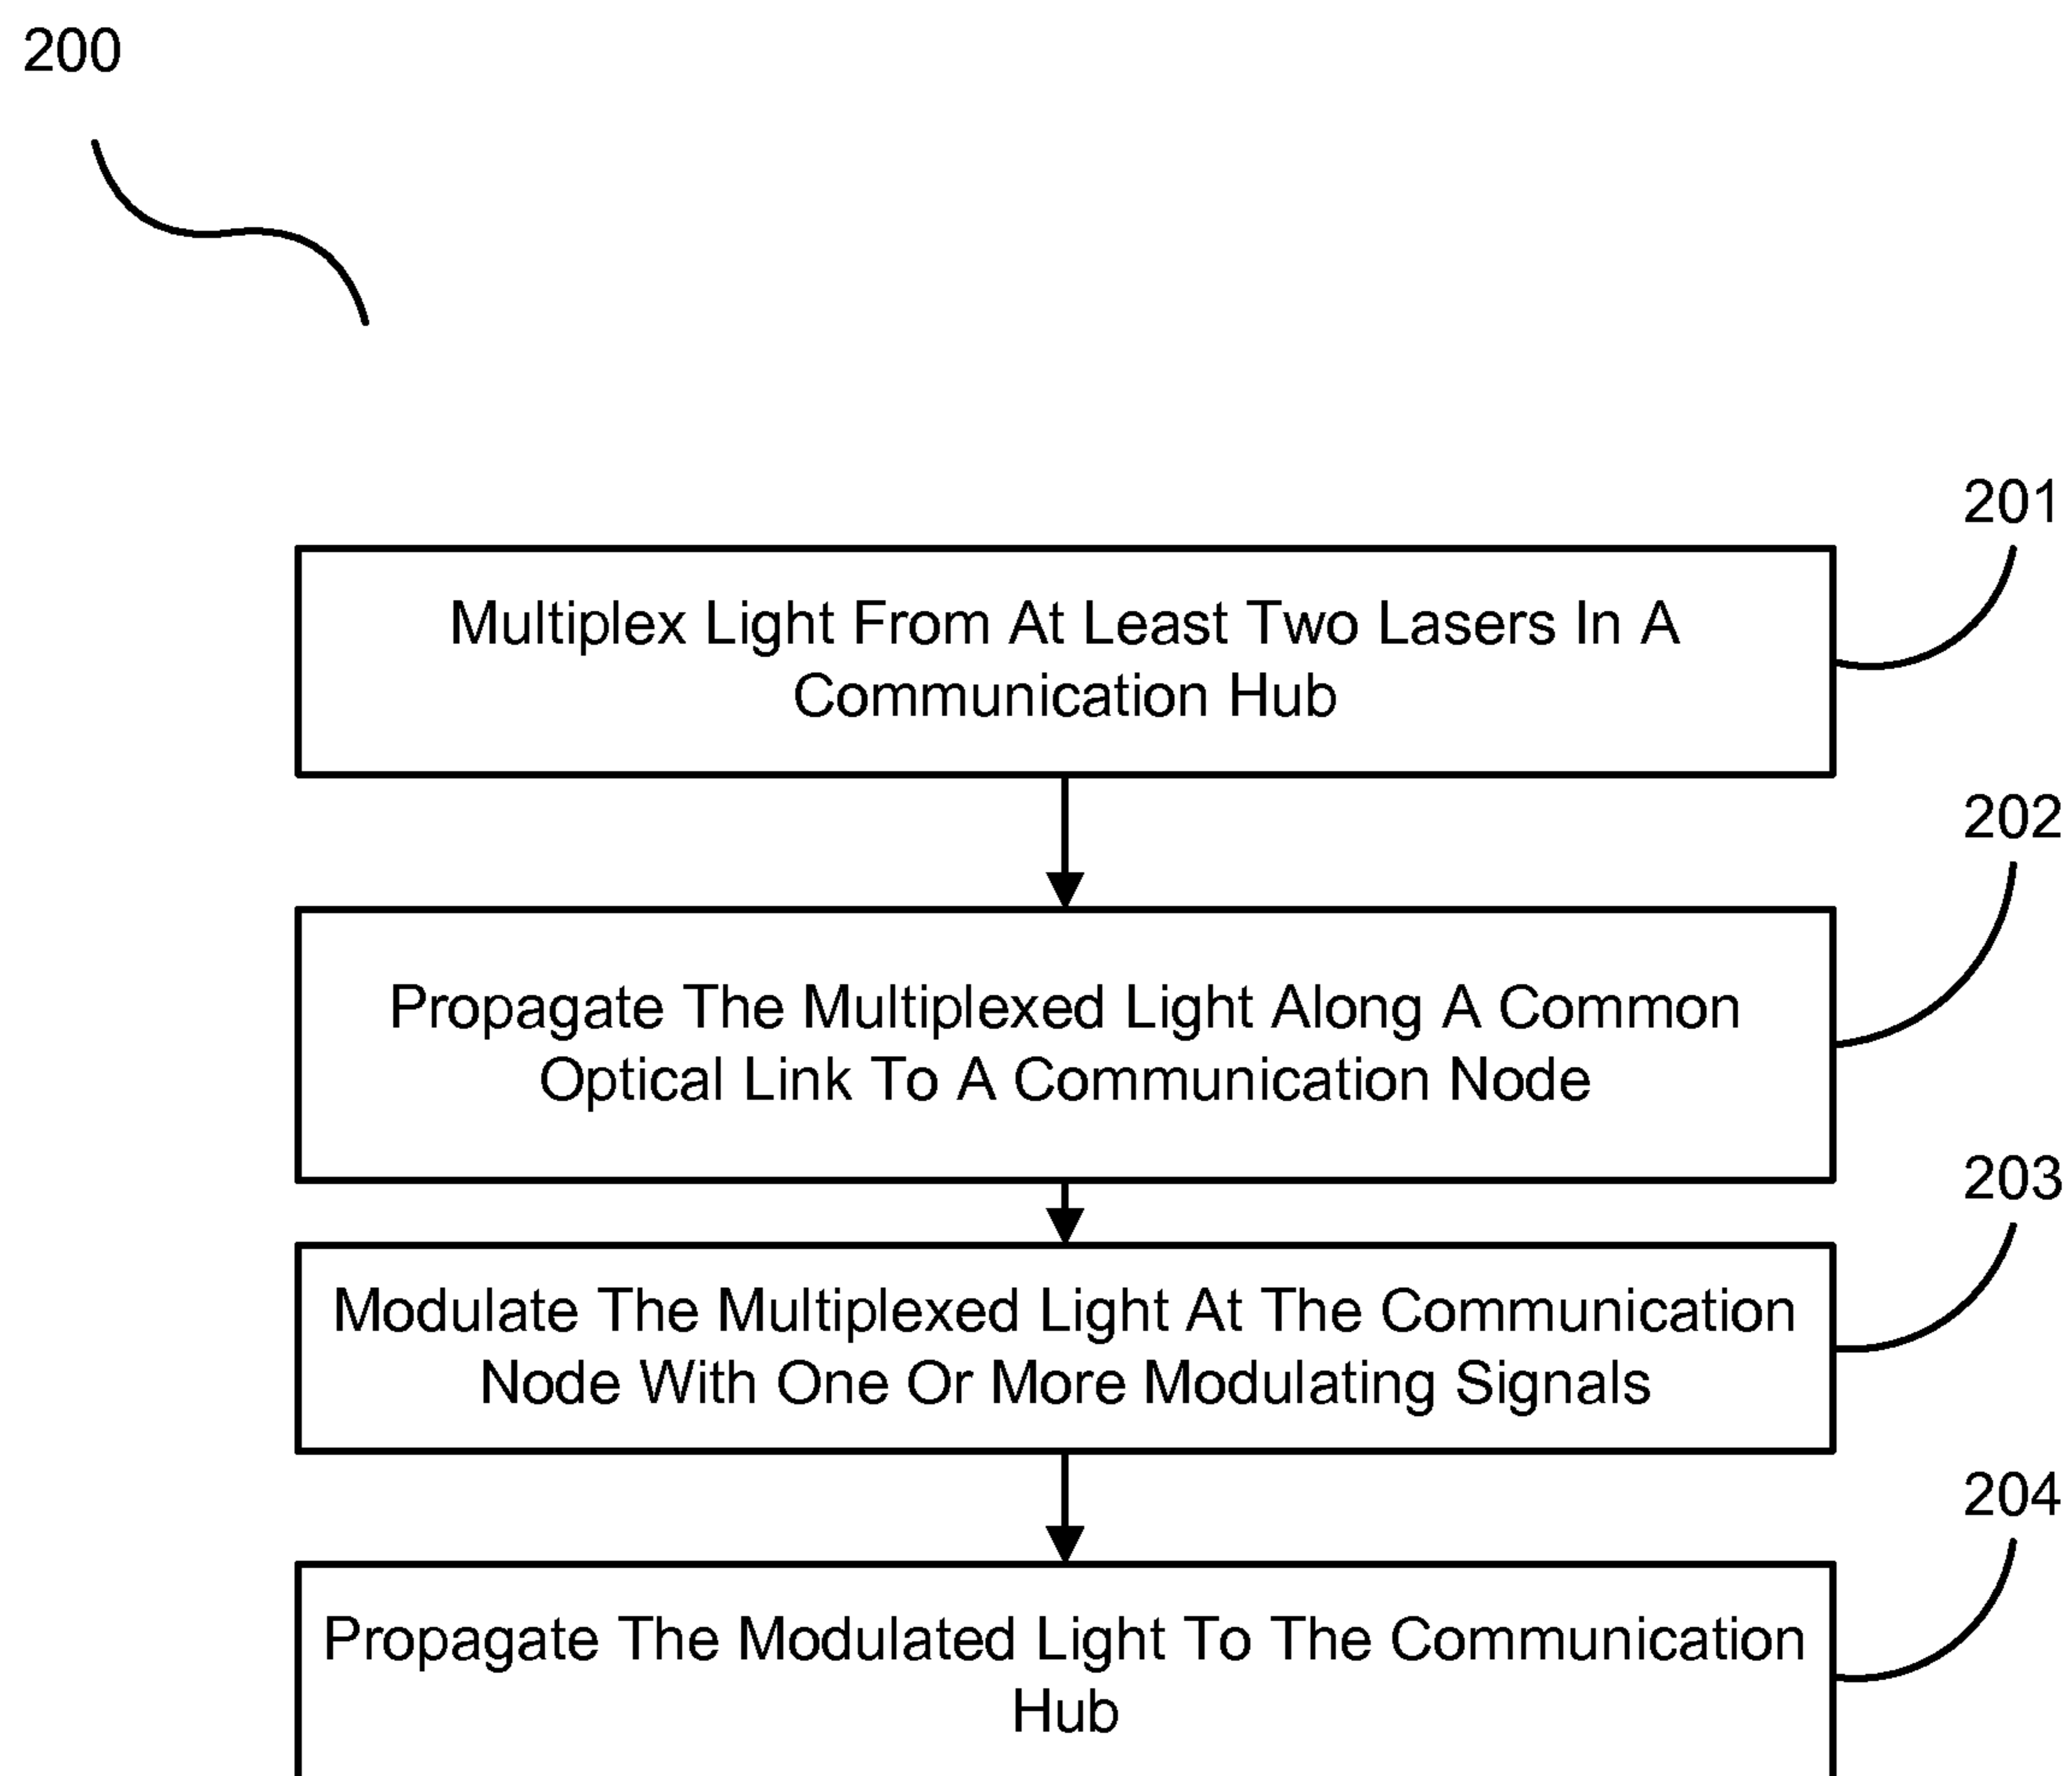 200
201
Multiplex Light From At Least Two Lasers In A
Communication Hub
202
Propagate The Multiplexed Light Along A Common
Optical Link To A Communication Node
203
Modulate The Multiplexed Light At The Communication
Node With One Or More Modulating Signals
204
Propagate The Modulated Light To The Communication
Hub